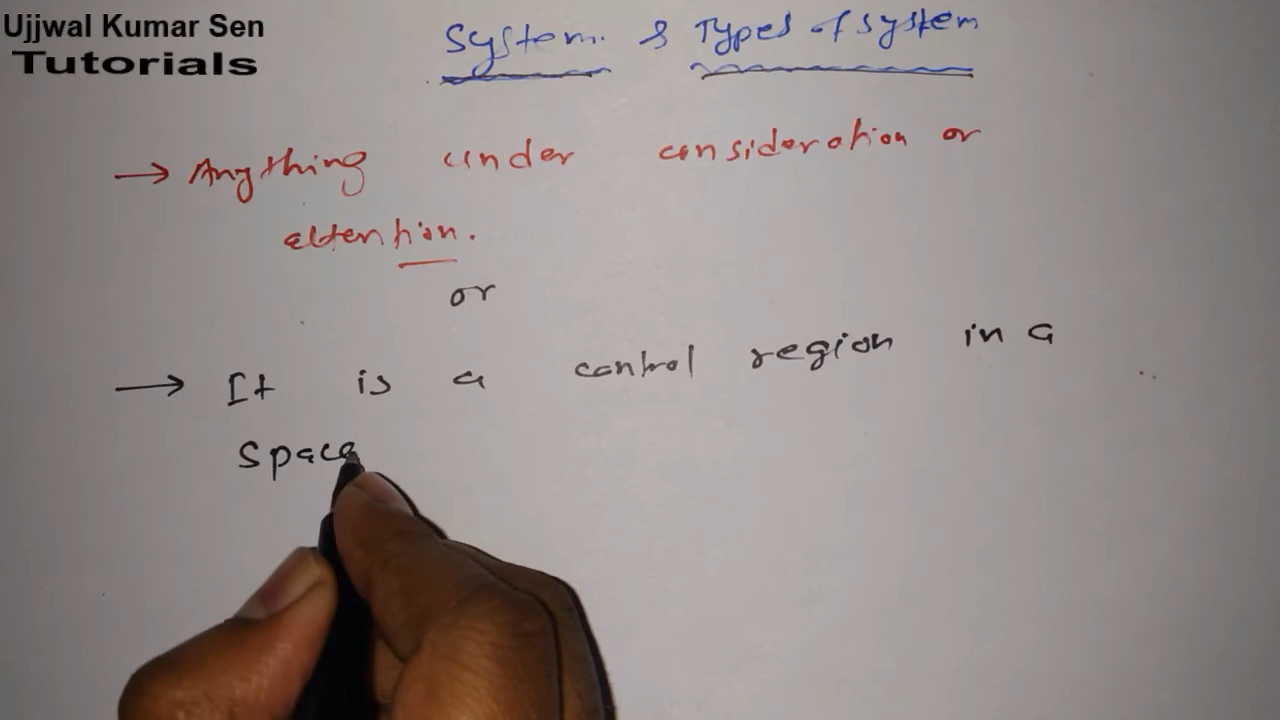 Ujjwal Kumar Sen
Tutorials
System & Types of system
→ Anything under consideration or
attention.
or
→ It is a control region in a
space